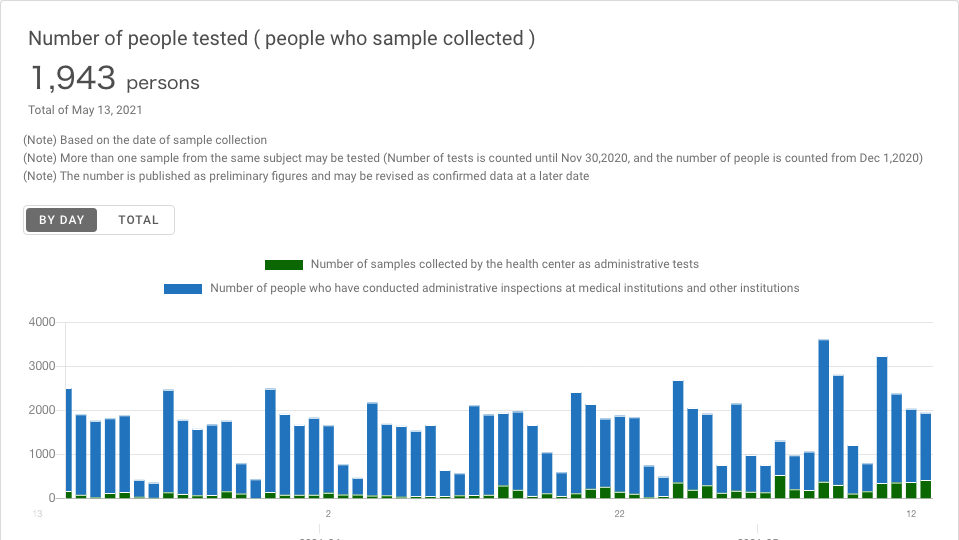 Number of people tested ( people who sample collected )
1,943 persons
Total of May 13, 2021
(Note) Based on the date of sample collection
(Note) More than one sample from the same subject may be tested (Number of tests is counted until Nov 30,2020, and the number of people is counted from Dec 1,2020)
(Note) The number is published as preliminary figures and may be revised as confirmed data at a later date
BY DAY TOTAL
Number of samples collected by the health center as administrative tests
Number of people who have conducted administrative inspections at medical institutions and other institutions
4000
3000
2000
1000
0
13 2 22 12